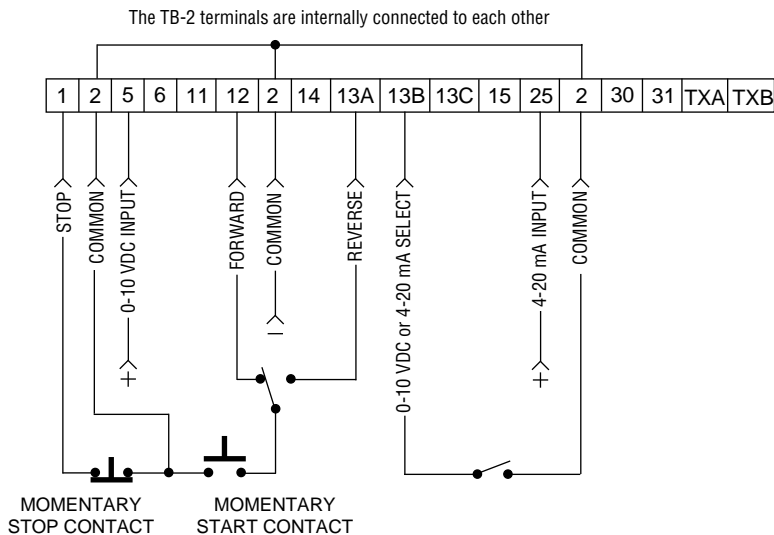 The TB-2 terminals are internally connected to each other
1 2 5 6 11 12 2 14 13A 13B 13C 15 25 2 30 31 TXA TXB
STOP
COMMON
0-10 VDC INPUT
FORWARD
COMMON
REVERSE
0-10 VDC or 4-20 mA SELECT
4-20 mA INPUT
COMMON
+
–
+
MOMENTARY
STOP CONTACT
MOMENTARY
START CONTACT